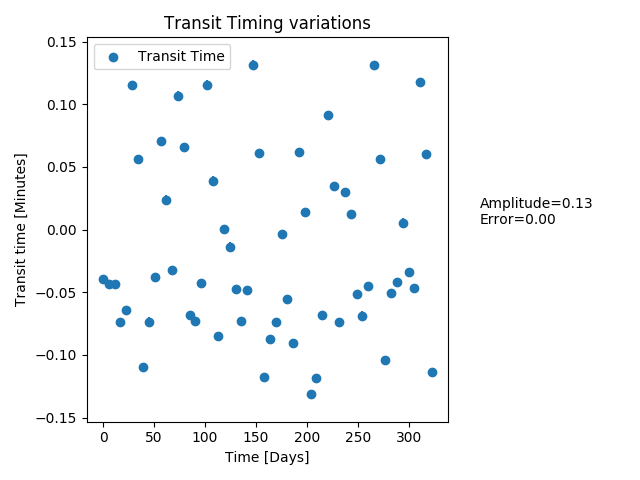 Transit Timing variations
Transit Time
Transit time [Minutes]
0.15
0.10
0.05
0.00
−0.05
−0.10
−0.15
0 50 100 150 200 250 300
Time [Days]
Amplitude=0.13
Error=0.00